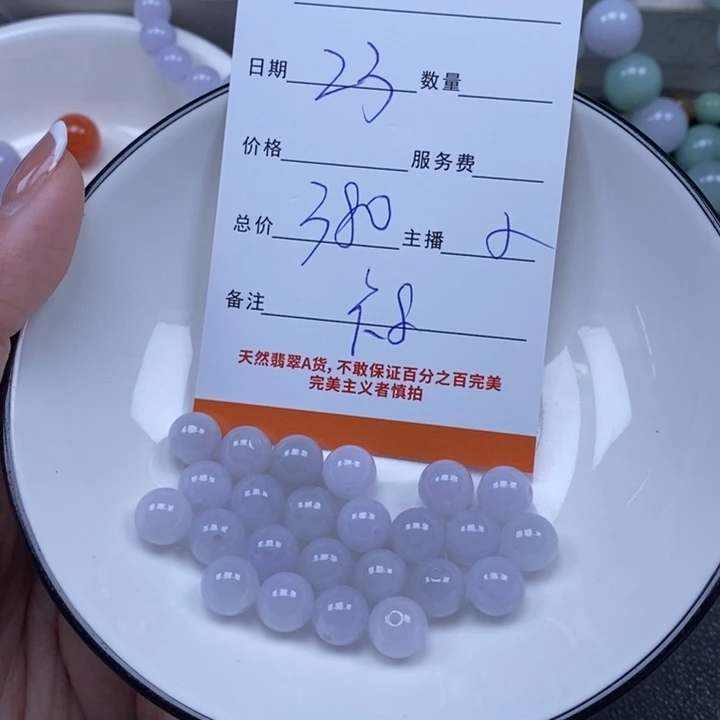 日期 23 数量
价格 服务费
总价 380 主播
备注
天然翡翠A货，不敢保证百分之百完美
完美主义者慎拍